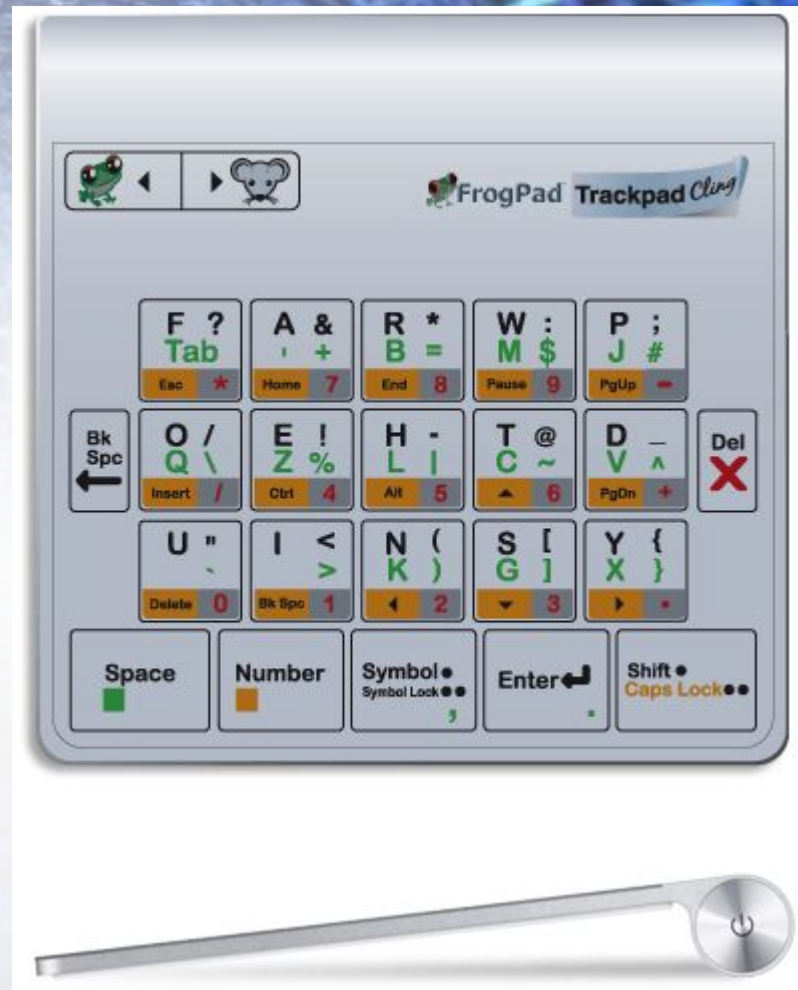 FrogPad Trackpad Cling
F ? A & R * W : P ;
Tab ' + B = M $ J #
Esc * Home 7 End 8 Pause 9 PgUp -
Bk
Spc
O / E ! H - T @ D _
Q \ Z % L | C ~ V ^
Insert / Ctrl 4 Alt 5 ▲ 6 PgDn +
Del
X
U " I < N ( S [ Y {
` > K ) G ] X }
Delete 0 Bk Spc 1 ◀ 2 ▼ 3 ▶ .
Space Number Symbol● Enter Shift●
Symbol Lock●● Caps Lock●●
, .